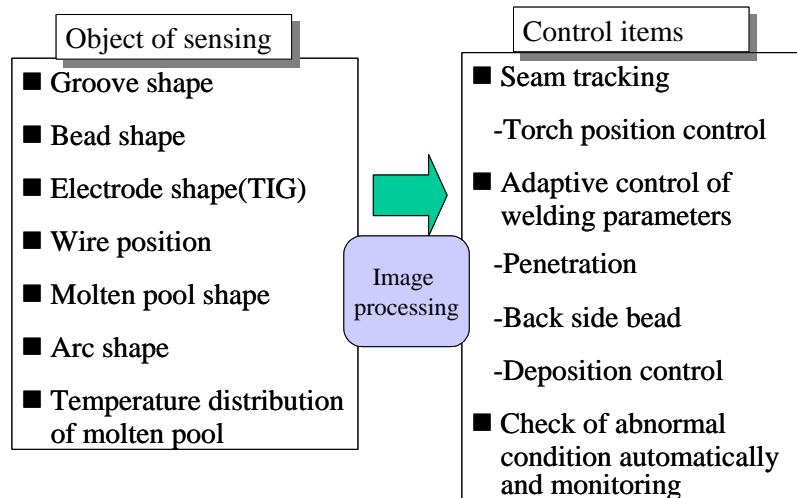 Object of sensing
■ Groove shape
■ Bead shape
■ Electrode shape(TIG)
■ Wire position
■ Molten pool shape
■ Arc shape
■ Temperature distribution
of molten pool
Image
processing
Control items
■ Seam tracking
-Torch position control
■ Adaptive control of
welding parameters
-Penetration
-Back side bead
-Deposition control
■ Check of abnormal
condition automatically
and monitoring